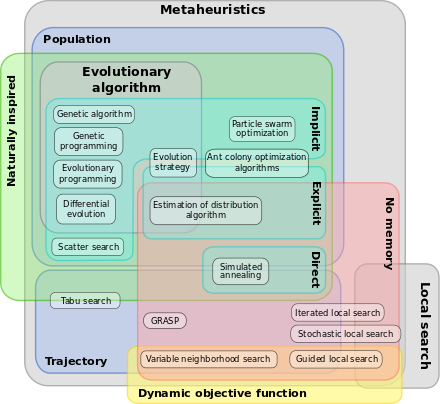 Metaheuristics
Population
Naturally inspired
Evolutionary
algorithm
Genetic algorithm
Genetic
programming
Evolutionary
programming
Differential
evolution
Scatter search
Evolution
strategy
Particle swarm
optimization
Ant colony optimization
algorithms
Implicit
Estimation of distribution
algorithm
Explicit
No memory
Simulated
annealing
Direct
Tabu search
GRASP
Iterated local search
Stochastic local search
Local search
Trajectory
Variable neighborhood search
Guided local search
Dynamic objective function